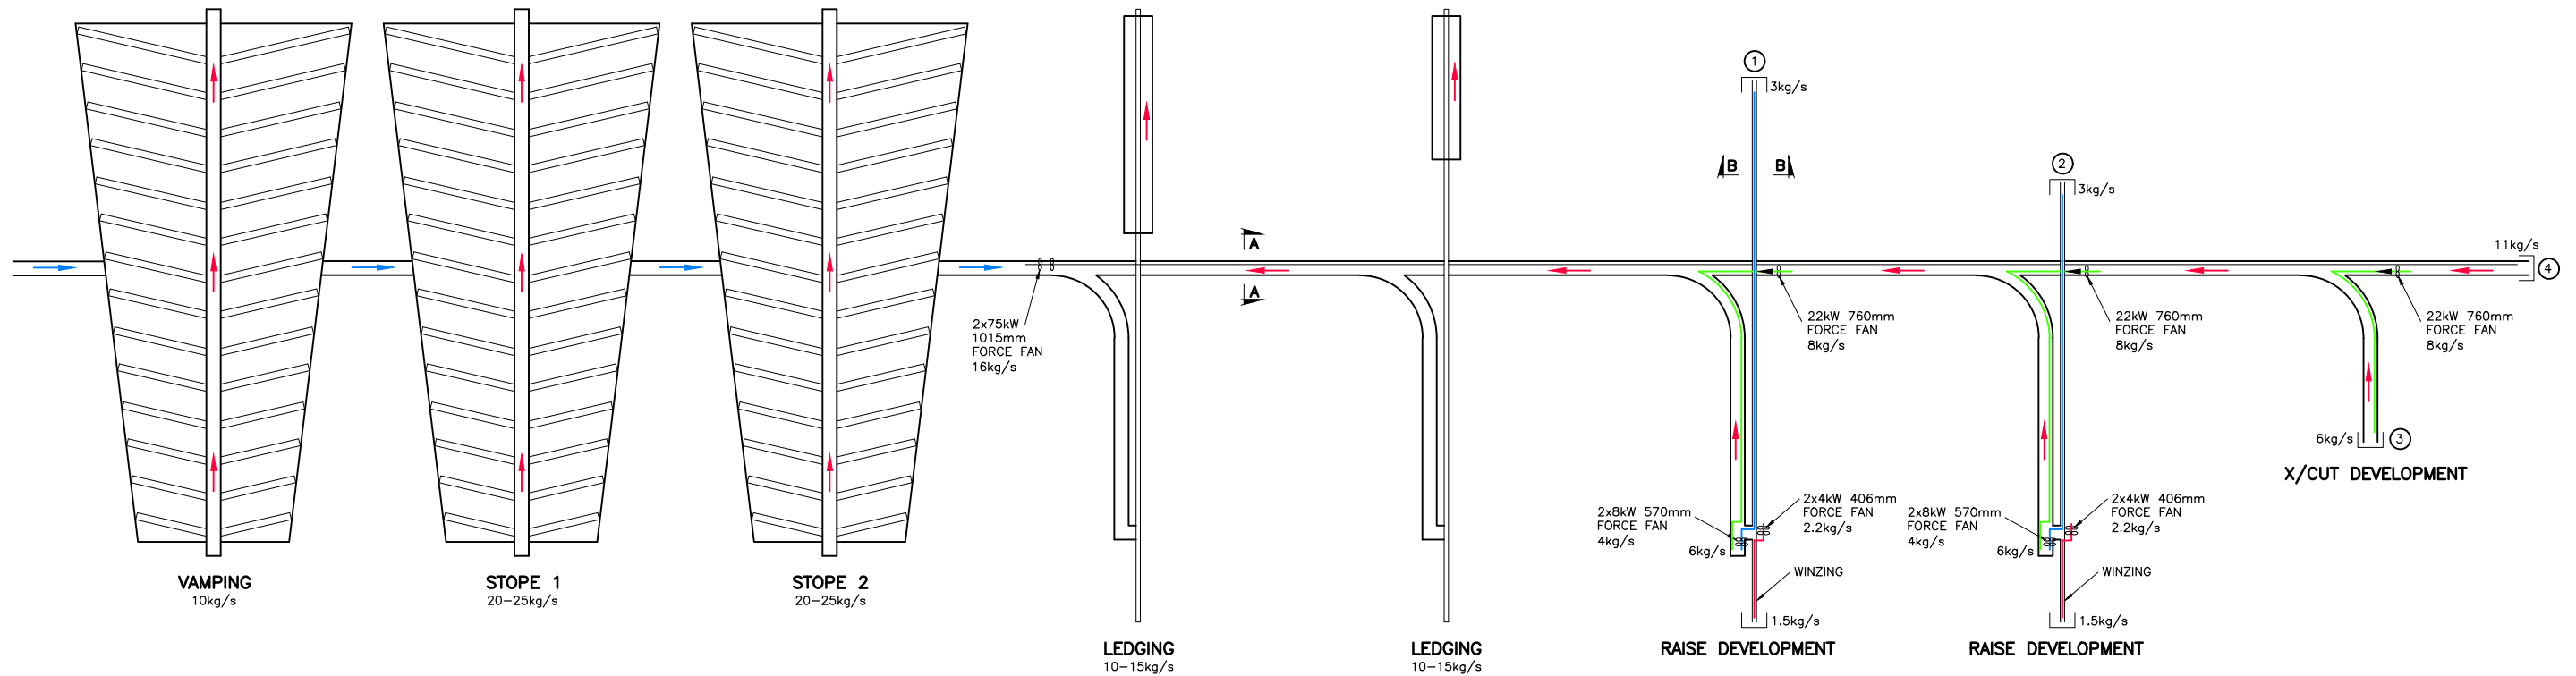 1
3kg/s
B B
2
3kg/s
A
11kg/s
4
A
2x75kW
1015mm
FORCE FAN
16kg/s
22kW 760mm
FORCE FAN
8kg/s
22kW 760mm
FORCE FAN
8kg/s
22kW 760mm
FORCE FAN
8kg/s
6kg/s
3
X/CUT DEVELOPMENT
2x8kW 570mm
FORCE FAN
4kg/s
6kg/s
2x4kW 406mm
FORCE FAN
2.2kg/s
2x8kW 570mm
FORCE FAN
4kg/s
6kg/s
2x4kW 406mm
FORCE FAN
2.2kg/s
WINZING
WINZING
1.5kg/s
1.5kg/s
VAMPING
10kg/s
STOPE 1
20-25kg/s
STOPE 2
20-25kg/s
LEDGING
10-15kg/s
LEDGING
10-15kg/s
RAISE DEVELOPMENT
RAISE DEVELOPMENT